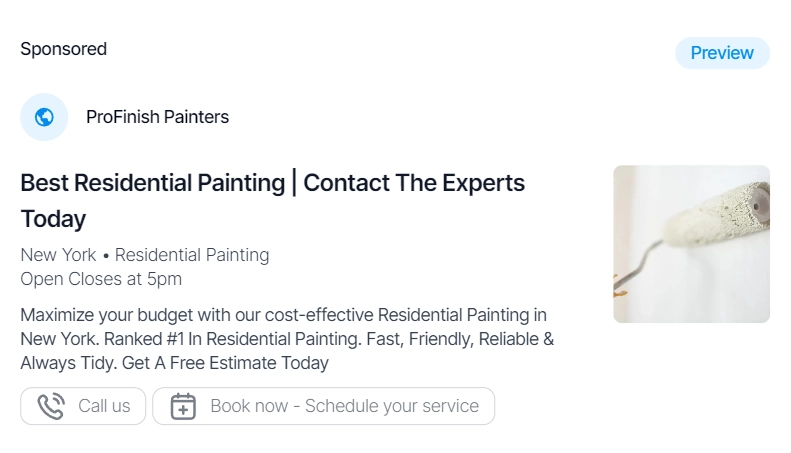 Sponsored
Preview
ProFinish Painters
Best Residential Painting | Contact The Experts
Today
New York • Residential Painting
Open Closes at 5pm
Maximize your budget with our cost-effective Residential Painting in
New York. Ranked #1 In Residential Painting. Fast, Friendly, Reliable &
Always Tidy. Get A Free Estimate Today
Call us
Book now - Schedule your service